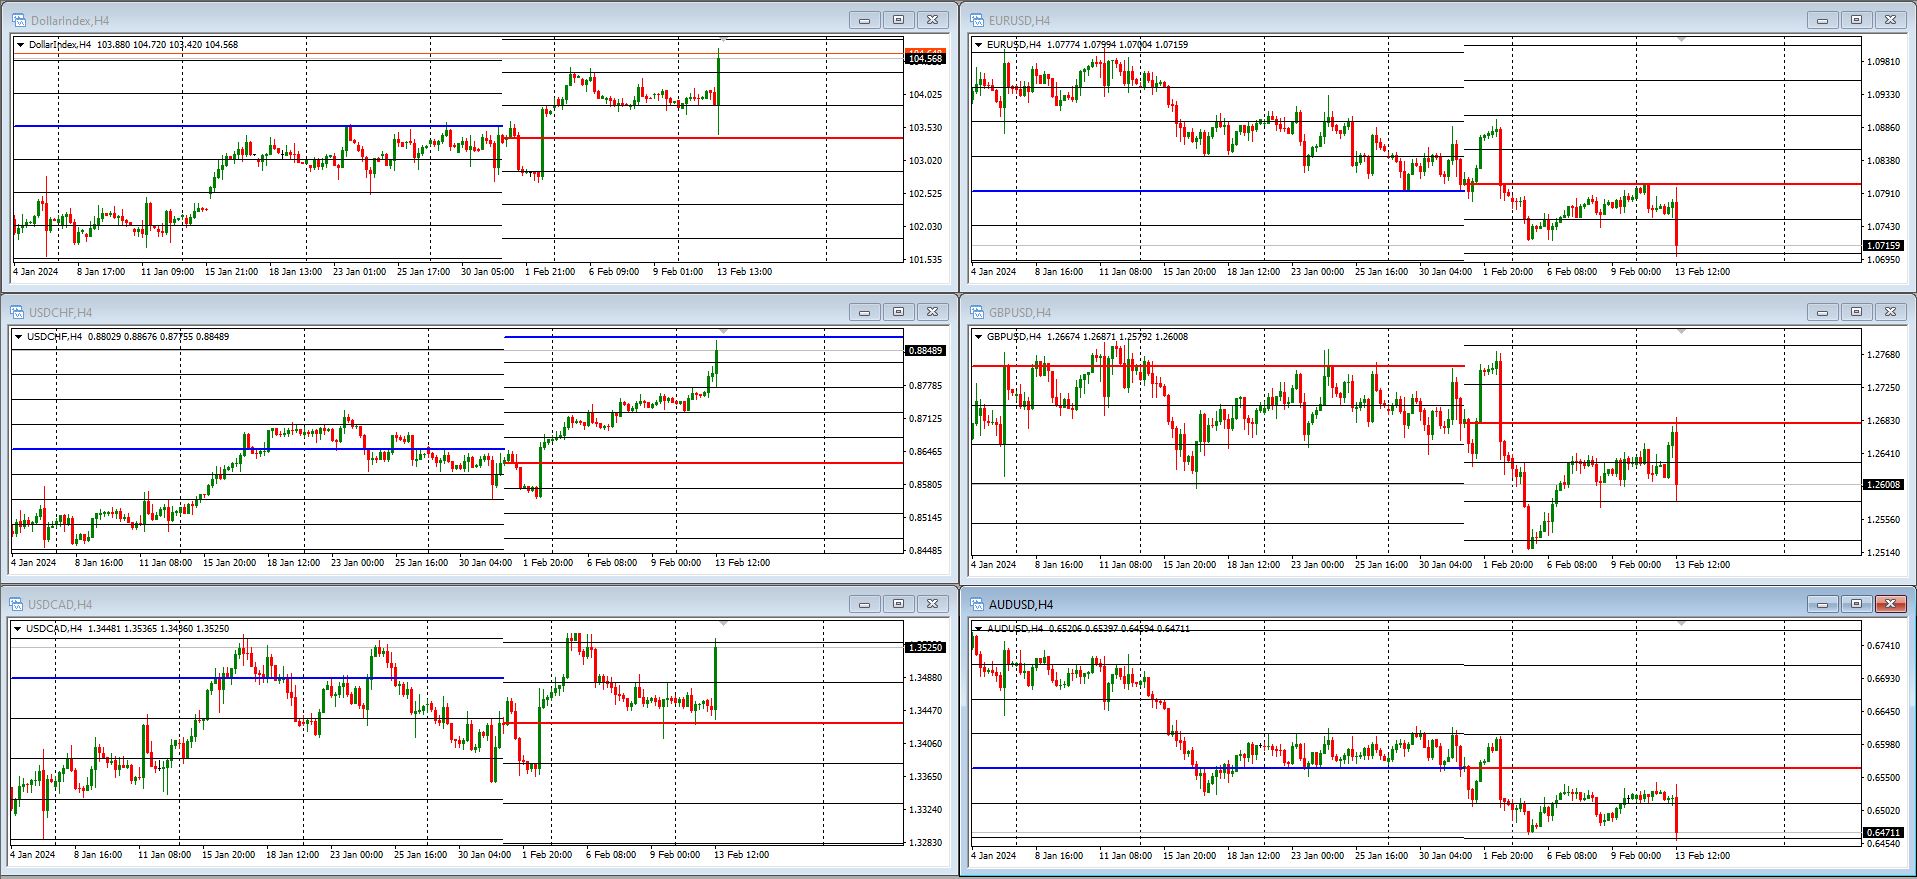 DollarIndex,H4
DollarIndex,H4 103.880 104.720 103.420 104.568
104.568
104.025
103.530
103.020
102.525
102.030
101.535
4 Jan 2024 8 Jan 17:00 11 Jan 09:00 15 Jan 21:00 18 Jan 13:00 23 Jan 01:00 25 Jan 17:00 30 Jan 05:00 1 Feb 21:00 6 Feb 09:00 9 Feb 01:00 13 Feb 13:00
EURUSD,H4
EURUSD,H4 1.07774 1.07994 1.07004 1.07159
1.09810
1.09330
1.08860
1.08380
1.07910
1.07430
1.07159
1.06950
4 Jan 2024 8 Jan 16:00 11 Jan 08:00 15 Jan 20:00 18 Jan 12:00 23 Jan 00:00 25 Jan 16:00 30 Jan 04:00 1 Feb 20:00 6 Feb 08:00 9 Feb 00:00 13 Feb 12:00
USDCHF,H4
USDCHF,H4 0.88029 0.88676 0.87755 0.88489
0.88489
0.87785
0.87125
0.86465
0.85805
0.85145
0.84485
4 Jan 2024 8 Jan 16:00 11 Jan 08:00 15 Jan 20:00 18 Jan 12:00 23 Jan 00:00 25 Jan 16:00 30 Jan 04:00 1 Feb 20:00 6 Feb 08:00 9 Feb 00:00 13 Feb 12:00
GBPUSD,H4
GBPUSD,H4 1.26674 1.26871 1.25792 1.26008
1.27680
1.27250
1.26830
1.26410
1.26008
1.25560
1.25140
4 Jan 2024 8 Jan 16:00 11 Jan 08:00 15 Jan 20:00 18 Jan 12:00 23 Jan 00:00 25 Jan 16:00 30 Jan 04:00 1 Feb 20:00 6 Feb 08:00 9 Feb 00:00 13 Feb 12:00
USDCAD,H4
USDCAD,H4 1.34481 1.35365 1.34360 1.35250
1.35250
1.34880
1.34470
1.34060
1.33650
1.33240
1.32830
4 Jan 2024 8 Jan 16:00 11 Jan 08:00 15 Jan 20:00 18 Jan 12:00 23 Jan 00:00 25 Jan 16:00 30 Jan 04:00 1 Feb 20:00 6 Feb 08:00 9 Feb 00:00 13 Feb 12:00
AUDUSD,H4
AUDUSD,H4 0.65206 0.65397 0.64594 0.64711
0.67410
0.66930
0.66450
0.65980
0.65500
0.65020
0.64711
0.64540
4 Jan 2024 8 Jan 16:00 11 Jan 08:00 15 Jan 20:00 18 Jan 12:00 23 Jan 00:00 25 Jan 16:00 30 Jan 04:00 1 Feb 20:00 6 Feb 08:00 9 Feb 00:00 13 Feb 12:00